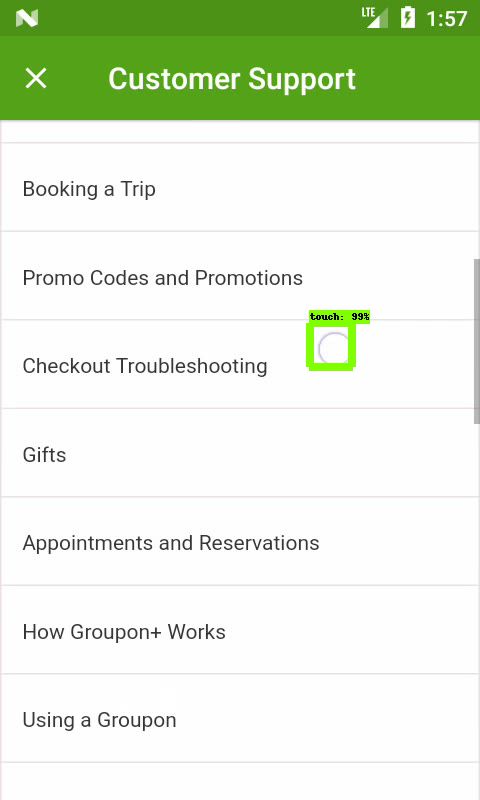 LTE 1:57
Customer Support
Booking a Trip
Promo Codes and Promotions
touch: 99%
Checkout Troubleshooting
Gifts
Appointments and Reservations
How Groupon+ Works
Using a Groupon